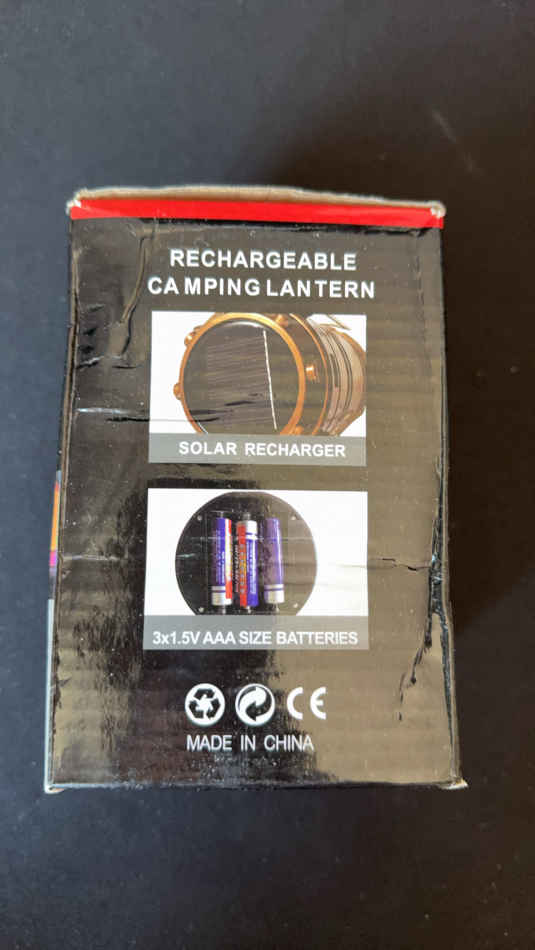 RECHARGEABLE
CAMPING LANTERN
SOLAR RECHARGER
3x1.5V AAA SIZE BATTERIES
CE
MADE IN CHINA